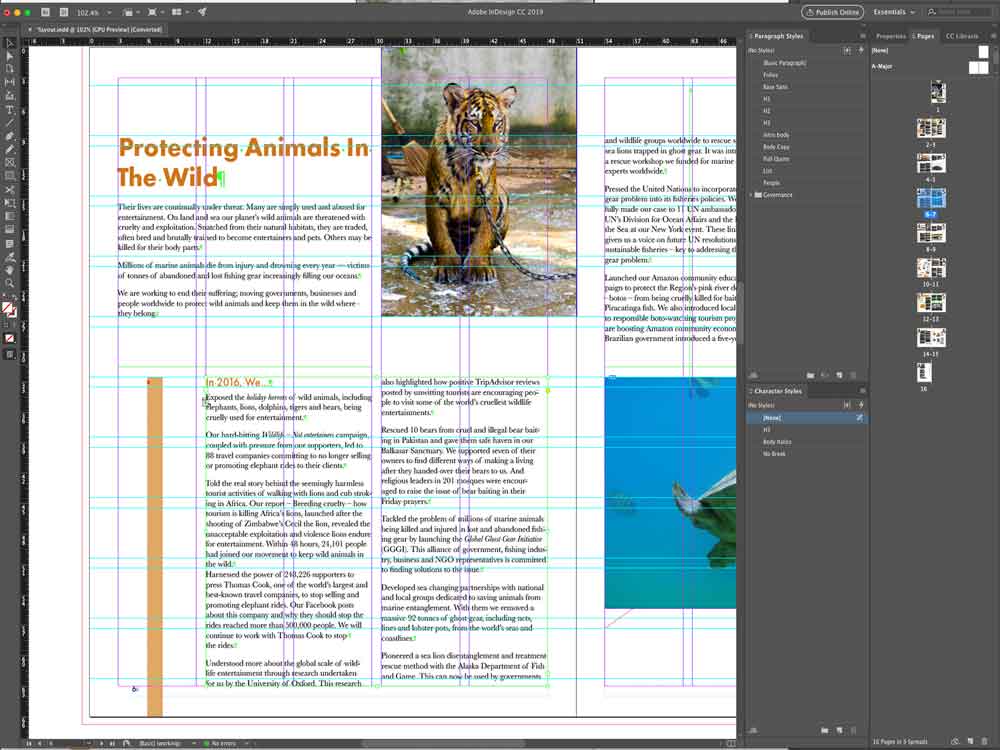 102.4%
Adobe InDesign CC 2019
Publish Online
Essentials
*layout.indd @ 102% [GPU Preview] [Converted]
Protecting Animals In
The Wild
Their lives are continually under threat. Many are simply used and abused for
entertainment. On land and sea our planet's wild animals are threatened with
cruelty and exploitation. Snatched from their natural habitats, they are traded,
often bred and brutally trained to become entertainers and pets. Others may be
killed for their body parts.
Millions of marine animals die from injury and drowning every year — victims
of tonnes of abandoned and lost fishing gear increasingly filling our oceans.
We are working to end their suffering; moving governments, businesses and
people worldwide to protect wild animals and keep them in the wild where
they belong.
In 2016, We...
Exposed the holiday horrors of wild animals, including
elephants, lions, dolphins, tigers and bears, being
cruelly used for entertainment.
Our hard-hitting Wildlife – Not entertainers campaign,
coupled with pressure from our supporters, led to
88 travel companies committing to no longer selling
or promoting elephant rides to their clients.
Told the real story behind the seemingly harmless
tourist activities of walking with lions and cub strok-
ing in Africa. Our report – Breeding cruelty – how
tourism is killing Africa's lions, launched after the
shooting of Zimbabwe's Cecil the lion, revealed the
unacceptable exploitation and violence lions endure
for entertainment. Within 48 hours, 24,101 people
had joined our movement to keep wild animals in
the wild.
Harnessed the power of 248,226 supporters to
press Thomas Cook, one of the world's largest and
best-known travel companies, to stop selling and
promoting elephant rides. Our Facebook posts
about this company and why they should stop the
rides reached more than 500,000 people. We will
continue to work with Thomas Cook to stop
the rides.
Understood more about the global scale of wild-
life entertainment through research undertaken
for us by the University of Oxford. This research
also highlighted how positive TripAdvisor reviews
posted by unwitting tourists are encouraging peo-
ple to visit some of the world's cruellest wildlife
entertainments.
Rescued 10 bears from cruel and illegal bear bait-
ing in Pakistan and gave them safe haven in our
Balkasar Sanctuary. We supported seven of their
owners to find different ways of making a living
after they handed over their bears to us. And
religious leaders in 201 mosques were encour-
aged to raise the issue of bear baiting in their
Friday prayers.
Tackled the problem of millions of marine animals
being killed and injured in lost and abandoned fish-
ing gear by launching the Global Ghost Gear Initiative
(GGGI). This alliance of government, fishing indus-
try, business and NGO representatives is committed
to finding solutions to the issue.
Developed sea changing partnerships with national
and local groups dedicated to saving animals from
marine entanglement. With them we removed a
massive 92 tonnes of ghost gear, including nets,
lines and lobster pots, from the world's seas and
coastlines.
Pioneered a sea lion disentanglement and treatment
rescue method with the Alaska Department of Fish
and Game. This can now be used by governments
and wildlife groups worldwide to rescue s
sea lions trapped in ghost gear. It was int
a rescue workshop we funded for marine
experts worldwide.
Pressed the United Nations to incorporat
gear problem into its fisheries policies. W
fully made our case to 11 UN ambassado
UN's Division for Ocean Affairs and the
the Sea at our New York event. These lin
gives us a voice on future UN resolutions
sustainable fisheries – key to addressing th
gear problem.
Launched our Amazon community educa
paign to protect the Region's pink river d
– botos – from being cruelly killed for bait
Piracatinga fish. We also introduced local
to responsible boto-watching tourism pra
are boosting Amazon community econom
Brazilian government introduced a five-ye
6
Paragraph Styles
(No Styles)
[Basic Paragraph]
Folios
Base Sans
H1
H2
H3
Intro body
Body Copy
Pull Quote
List
People
Governance
Character Styles
(No Styles)
[None]
H3
Body Italics
No Break
Properties
Pages
CC Libraries
[None]
A-Major
1
2-3
4-5
6-7
8-9
10-11
12-13
14-15
16
16 Pages in 9 Spreads
6
[Basic] (working)
No errors